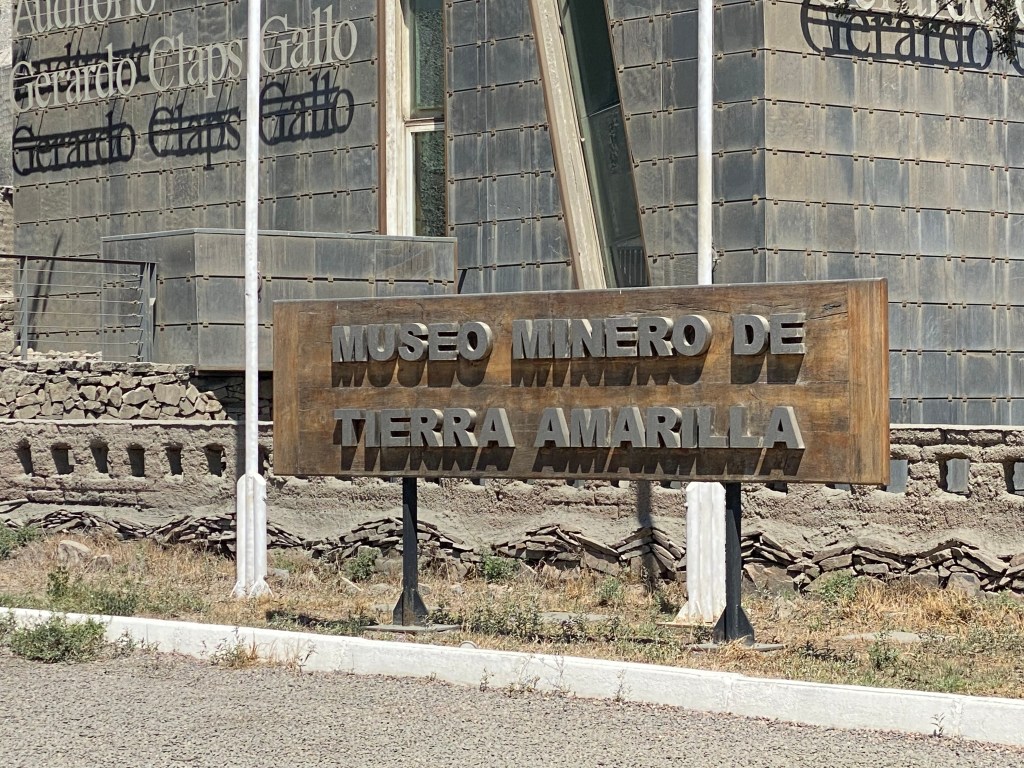 Auditorio
Gerardo Claps Gallo
Gerardo
MUSEO MINERO DE
TIERRA AMARILLA